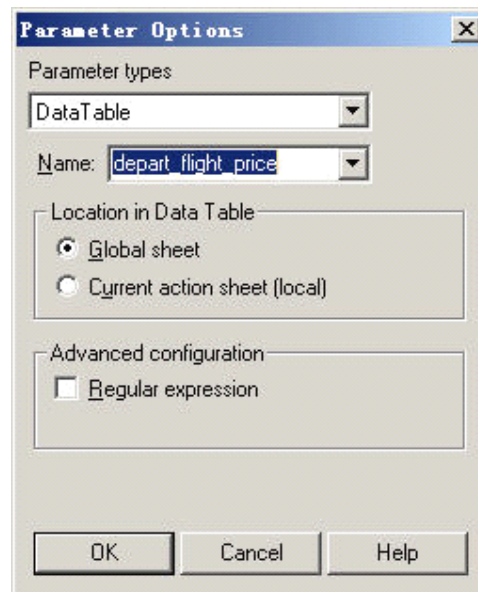 Parameter Options
Parameter types
DataTable
Name: depart_flight_price
Location in Data Table
Global sheet
Current action sheet (local)
Advanced configuration
Regular expression
OK Cancel Help